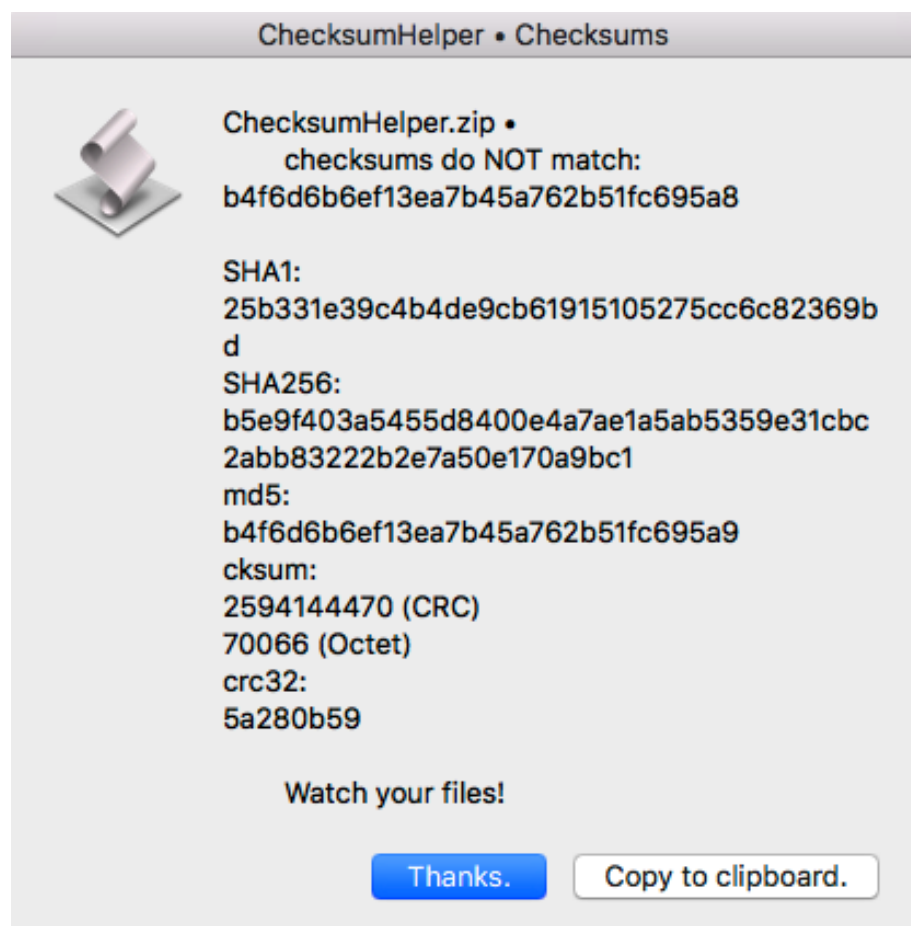 ChecksumHelper • Checksums
ChecksumHelper.zip •
checksums do NOT match:
b4f6d6b6ef13ea7b45a762b51fc695a8
SHA1:
25b331e39c4b4de9cb61915105275cc6c82369b
d
SHA256:
b5e9f403a5455d8400e4a7ae1a5ab5359e31cbc
2abb83222b2e7a50e170a9bc1
md5:
b4f6d6b6ef13ea7b45a762b51fc695a9
cksum:
2594144470 (CRC)
70066 (Octet)
crc32:
5a280b59
Watch your files!
Thanks.
Copy to clipboard.